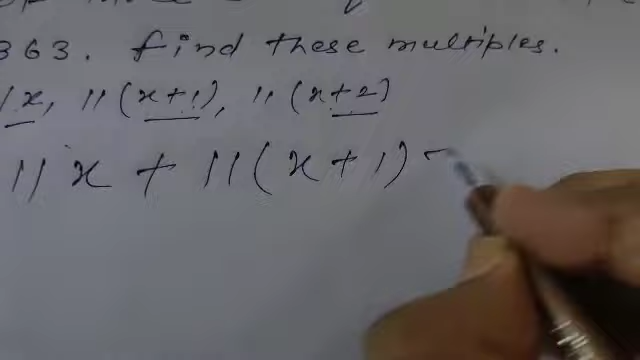 363. Find these multiples.
x, 11(x+1), 11(x+2)
11x + 11(x+1)